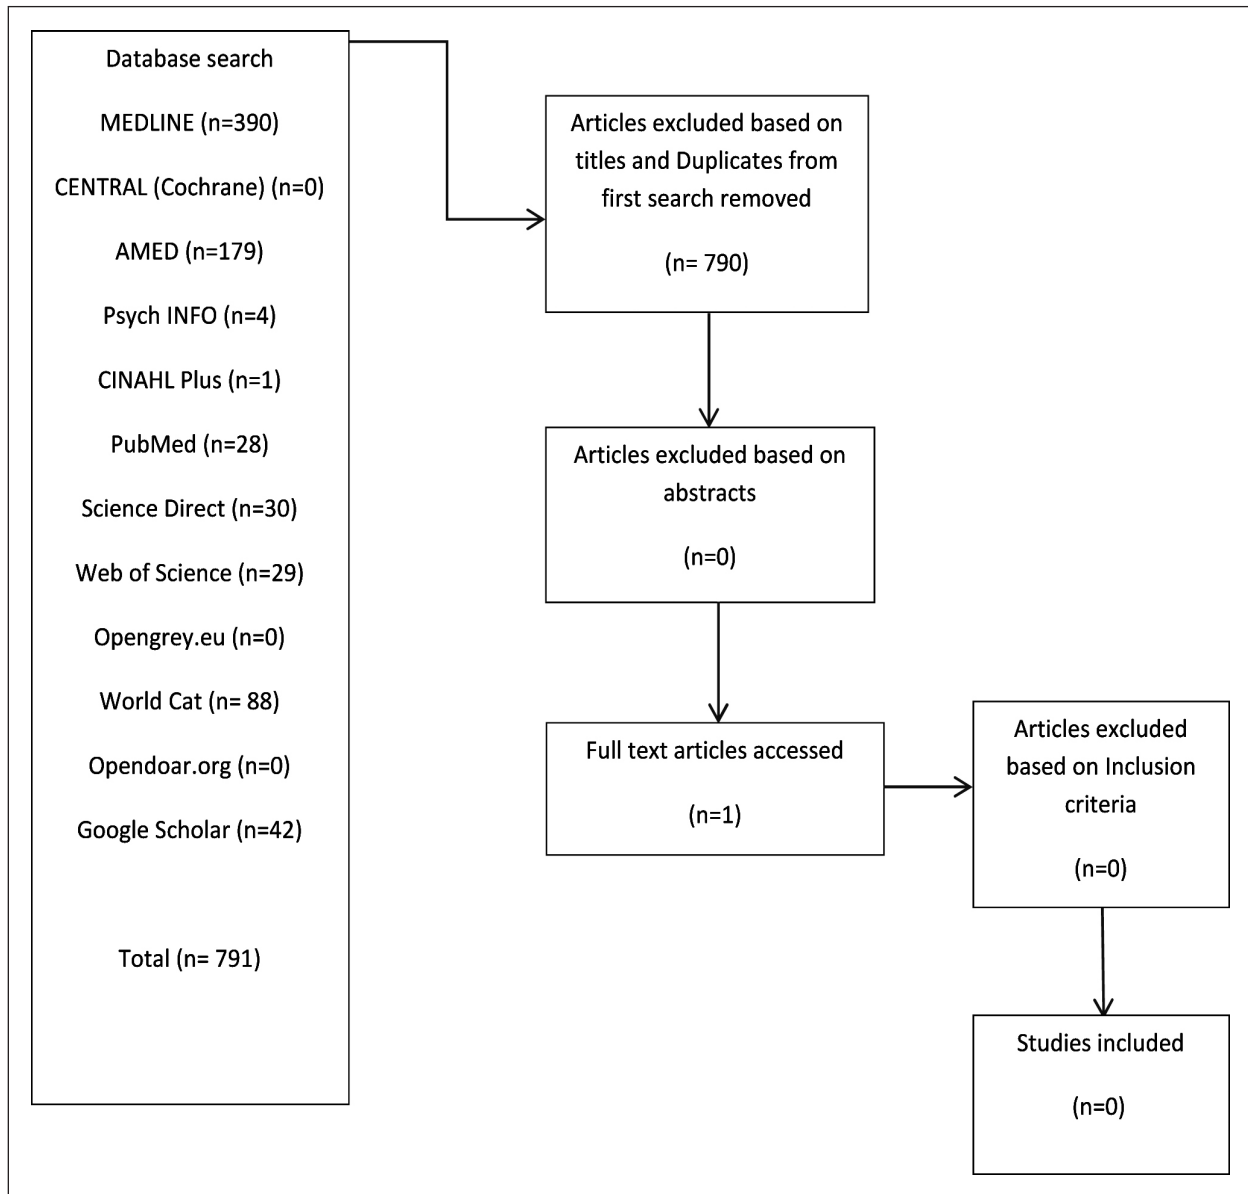 Database search
MEDLINE (n=390)
CENTRAL (Cochrane) (n=0)
AMED (n=179)
Psych INFO (n=4)
CINAHL Plus (n=1)
PubMed (n=28)
Science Direct (n=30)
Web of Science (n=29)
Opengrey.eu (n=0)
World Cat (n= 88)
Opendoar.org (n=0)
Google Scholar (n=42)
Total (n= 791)
Articles excluded based on
titles and Duplicates from
first search removed
(n= 790)
Articles excluded based on
abstracts
(n=0)
Full text articles accessed
(n=1)
Articles excluded
based on Inclusion
criteria
(n=0)
Studies included
(n=0)